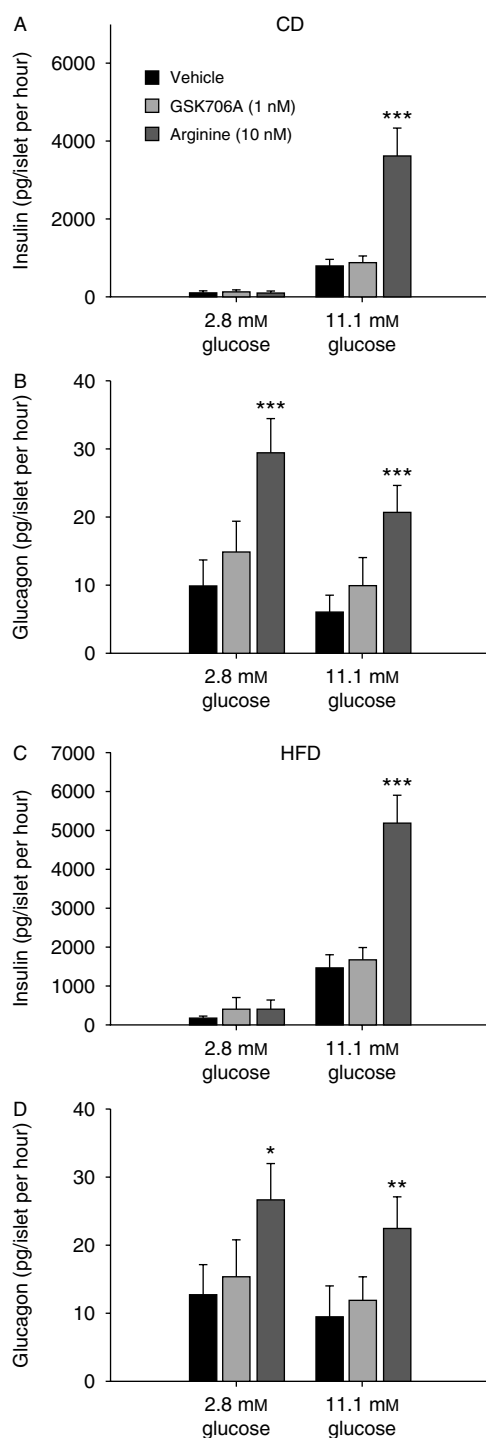 A
CD
Insulin (pg/islet per hour)
6000
4000
2000
0
Vehicle
GSK706A (1 nM)
Arginine (10 nM)
***
2.8 mM
glucose
11.1 mM
glucose
B
Glucagon (pg/islet per hour)
40
30
20
10
0
***
***
2.8 mM
glucose
11.1 mM
glucose
C
HFD
Insulin (pg/islet per hour)
7000
6000
5000
4000
3000
2000
1000
0
***
2.8 mM
glucose
11.1 mM
glucose
D
Glucagon (pg/islet per hour)
40
30
20
10
0
*
**
2.8 mM
glucose
11.1 mM
glucose